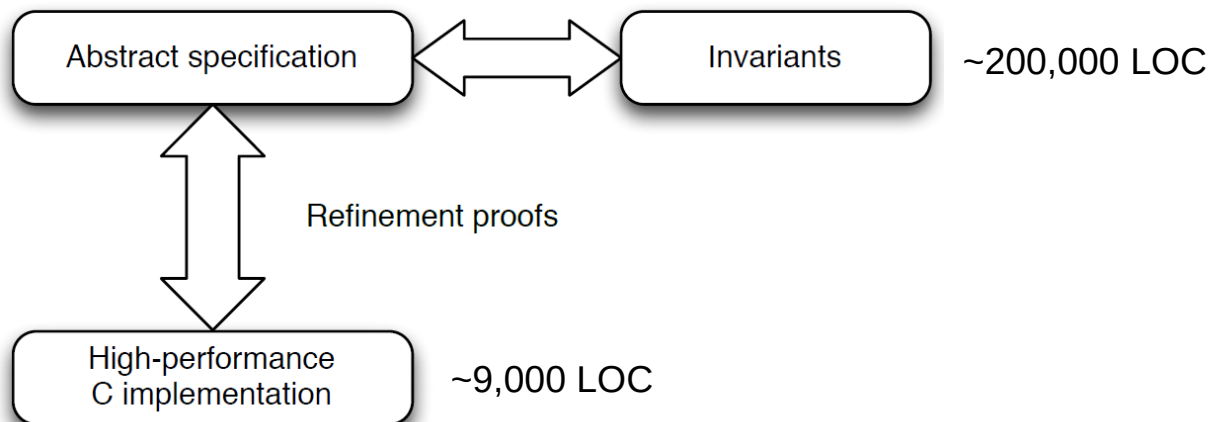 Abstract specification
Invariants
~200,000 LOC
Refinement proofs
High-performance
C implementation
~9,000 LOC